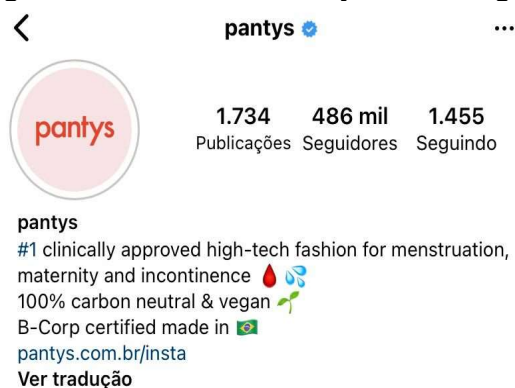 pantys
pantys
1.734 486 mil 1.455
Publicações Seguidores Seguindo
pantys
#1 clinically approved high-tech fashion for menstruation,
maternity and incontinence 🩸 💦
100% carbon neutral & vegan 🌱
B-Corp certified made in 🇧🇷
pantys.com.br/insta
Ver tradução